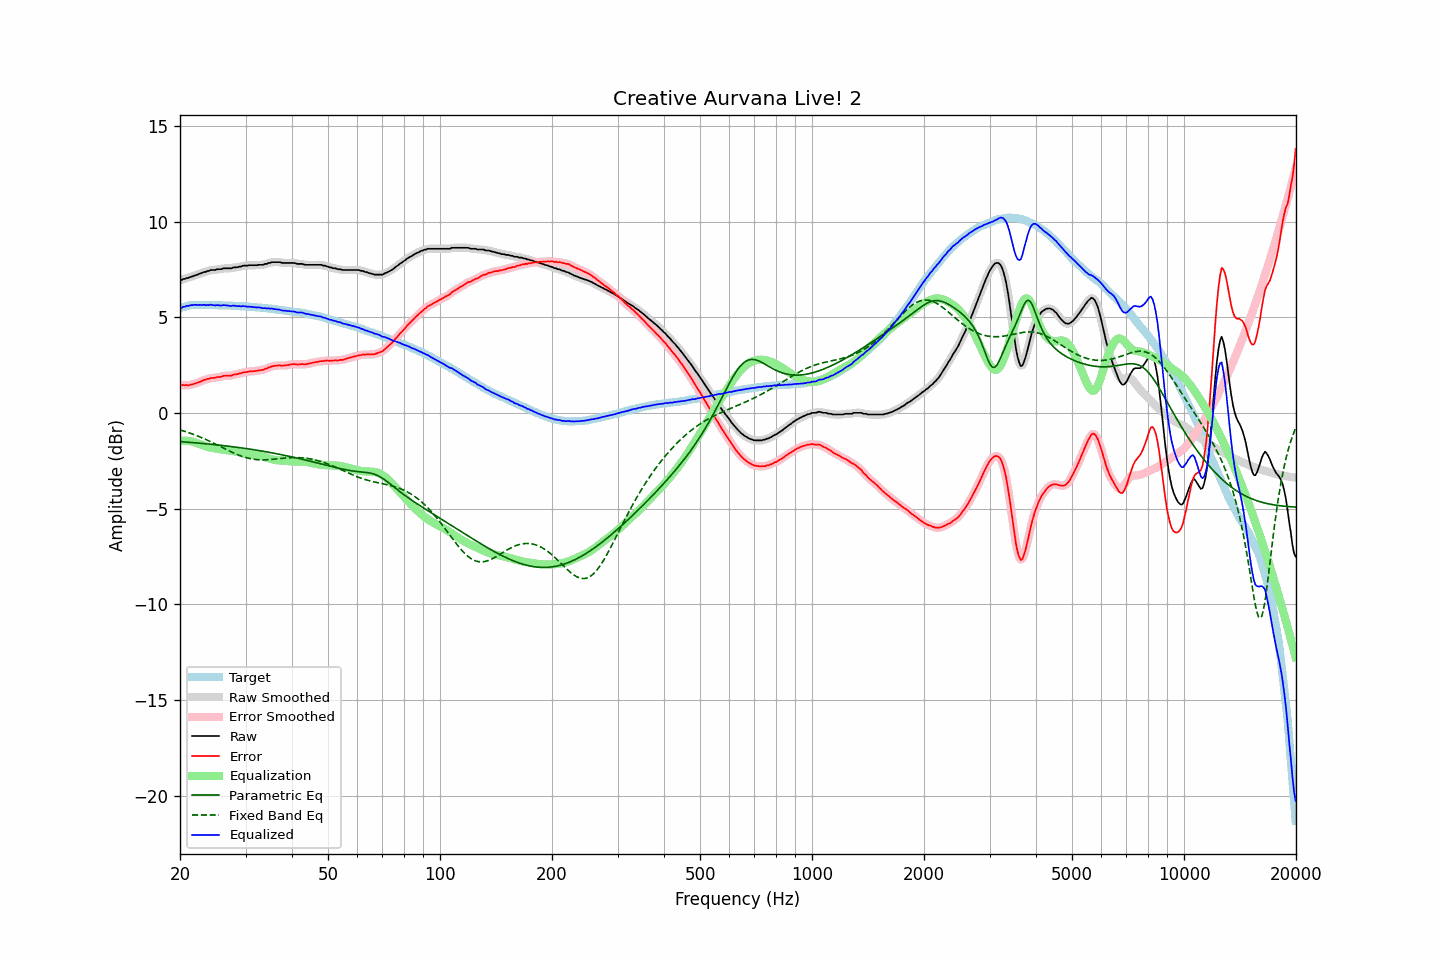 Creative Aurvana Live! 2
15
10
5
0
−5
−10
−15
−20
Amplitude (dBr)
Target
Raw Smoothed
Error Smoothed
Raw
Error
Equalization
Parametric Eq
Fixed Band Eq
Equalized
20 50 100 200 500 1000 2000 5000 10000 20000
Frequency (Hz)